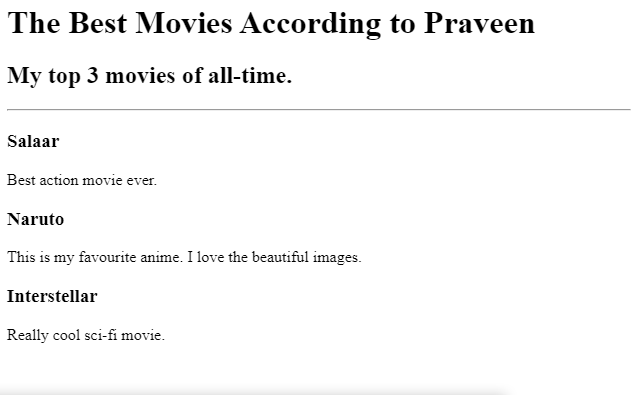 The Best Movies According to Praveen
My top 3 movies of all-time.
Salaar
Best action movie ever.
Naruto
This is my favourite anime. I love the beautiful images.
Interstellar
Really cool sci-fi movie.